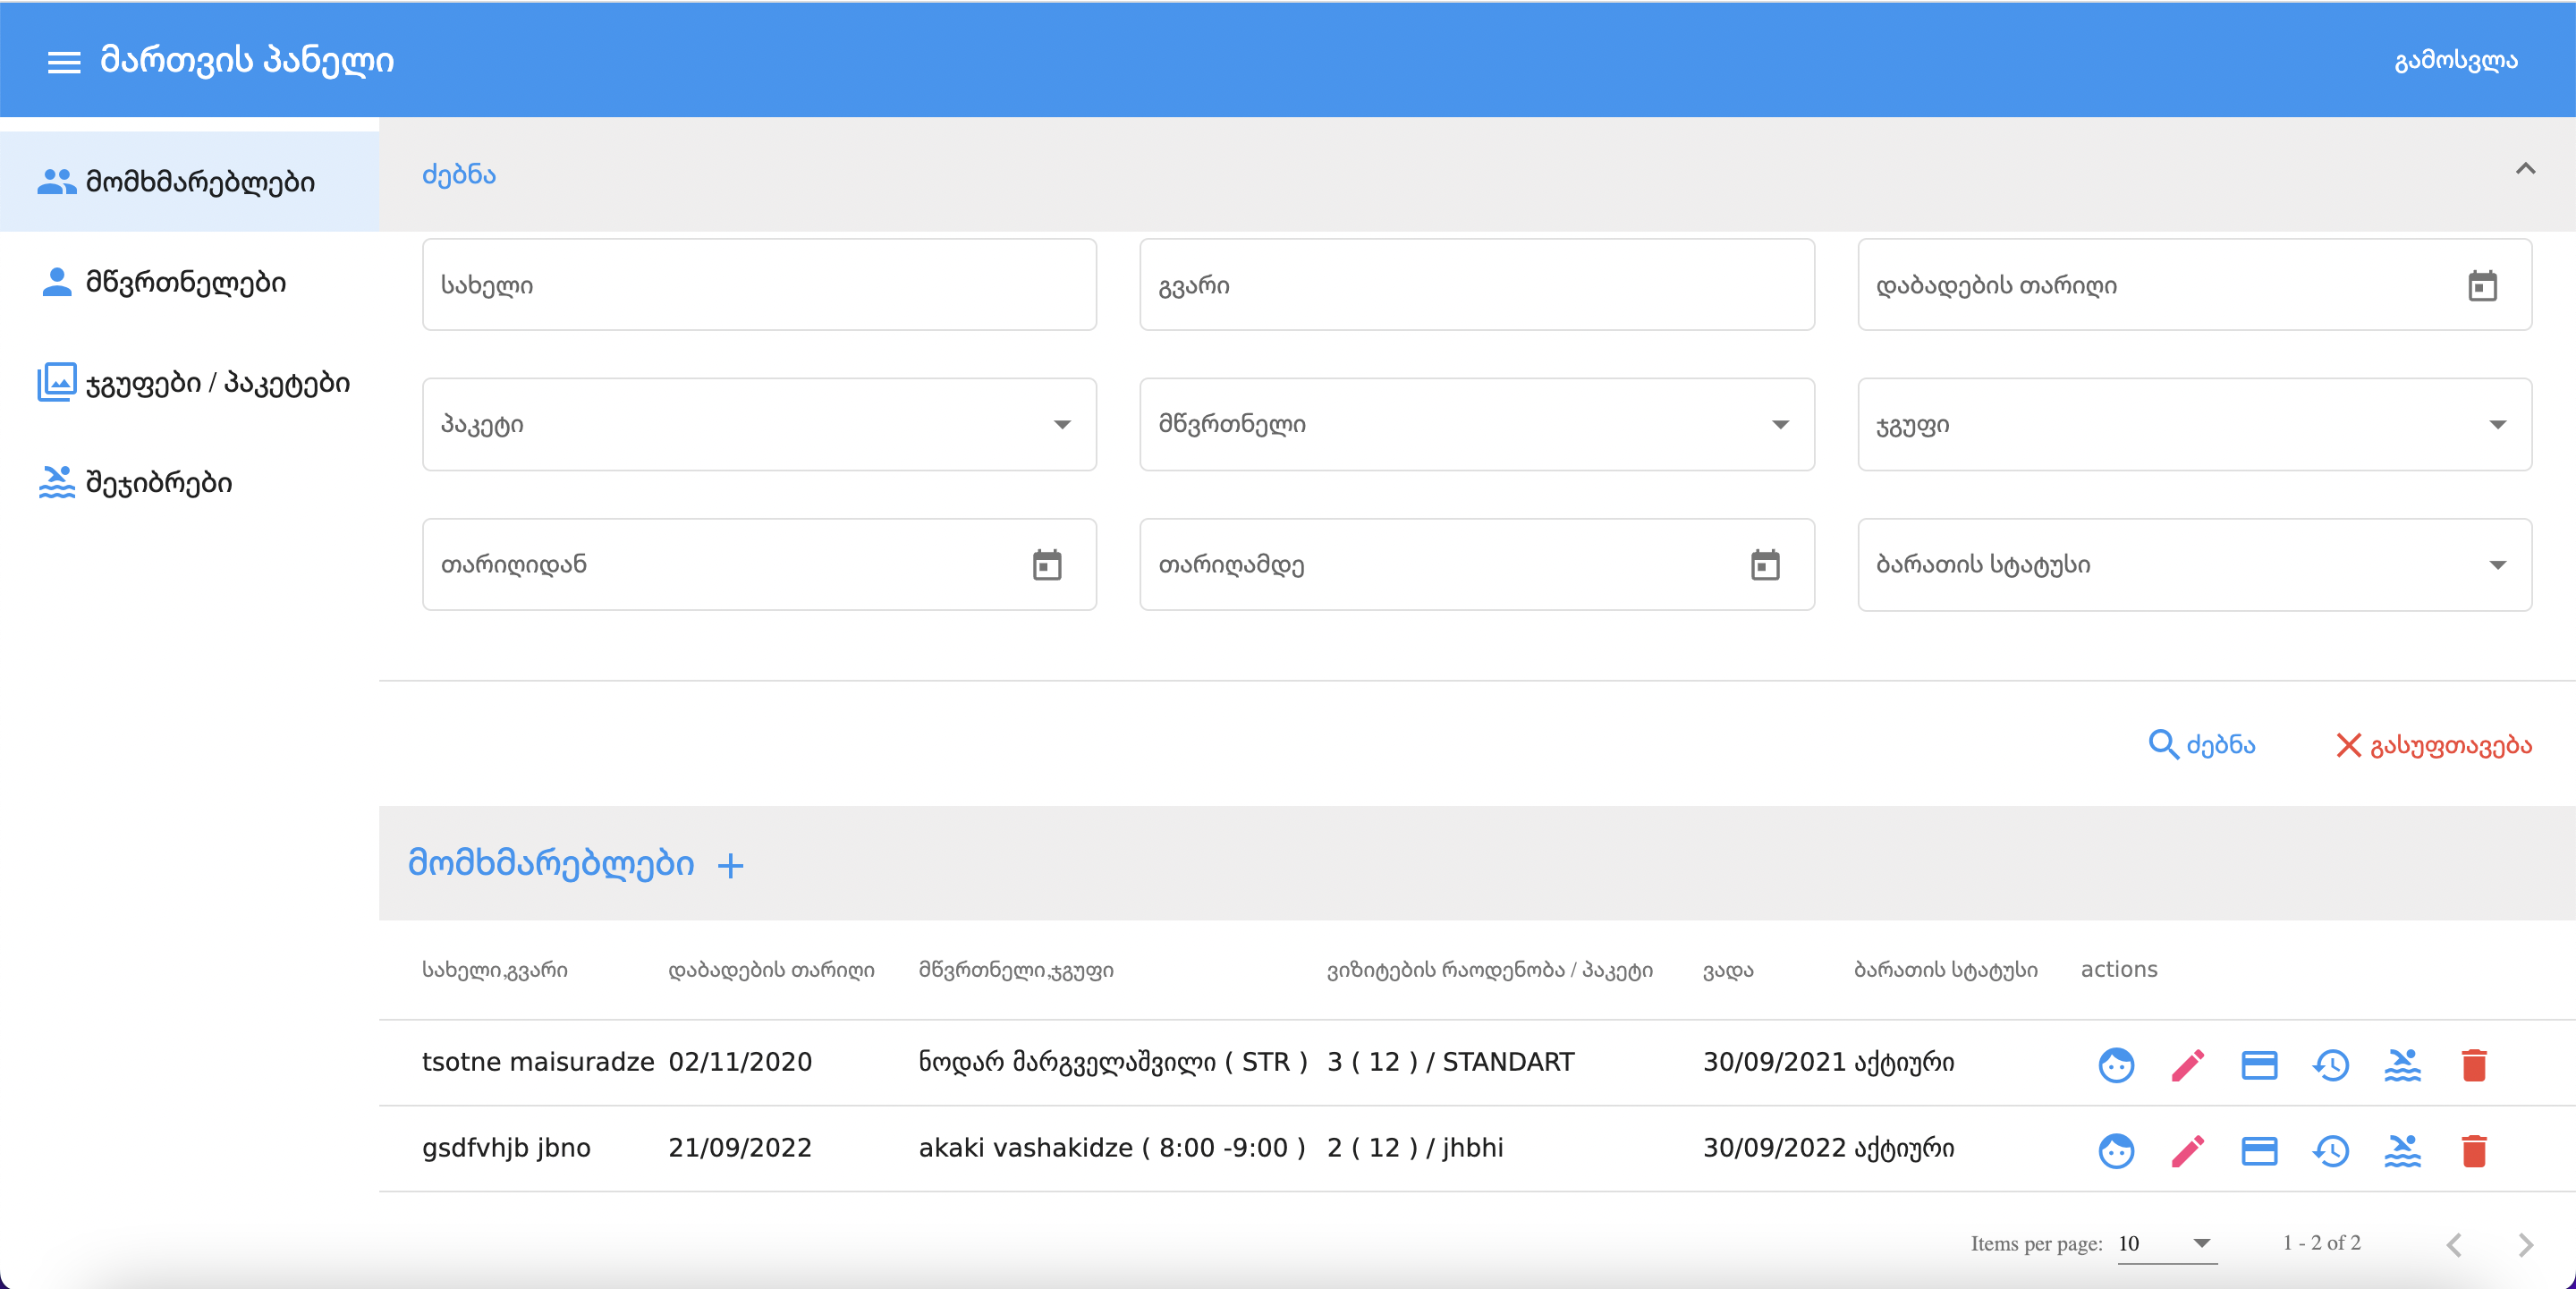 მართვის პანელი
გამოსვლა
მომხმარებლები
მწვრთნელები
ჯგუფები / პაკეტები
შეჯიბრები
ძებნა
სახელი
გვარი
დაბადების თარიღი
პაკეტი
მწვრთნელი
ჯგუფი
თარიღიდან
თარიღამდე
ბარათის სტატუსი
ძებნა
გასუფთავება
მომხმარებლები +
სახელი,გვარი დაბადების თარიღი მწვრთნელი,ჯგუფი ვიზიტების რაოდენობა / პაკეტი ვადა ბარათის სტატუსი actions
tsotne maisuradze 02/11/2020 ნოდარ მარგველაშვილი ( STR ) 3 ( 12 ) / STANDART 30/09/2021 აქტიური
gsdfvhjb jbno 21/09/2022 akaki vashakidze ( 8:00 -9:00 ) 2 ( 12 ) / jhbhi 30/09/2022 აქტიური
Items per page: 10 1 - 2 of 2